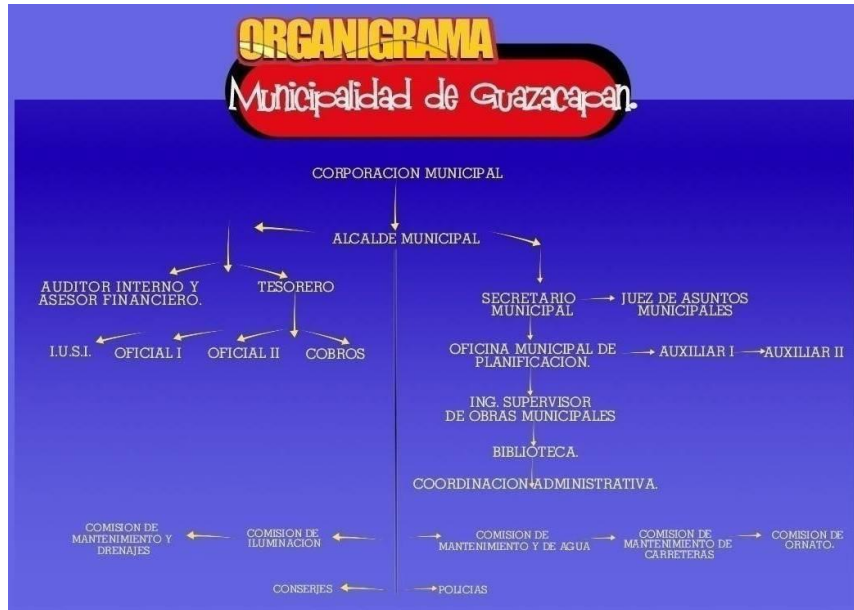 ORGANIGRAMA
Municipalidad de Guazacapan.
CORPORACION MUNICIPAL
ALCALDE MUNICIPAL
AUDITOR INTERNO Y
ASESOR FINANCIERO.
TESORERO
SECRETARIO
MUNICIPAL
JUEZ DE ASUNTOS
MUNICIPALES
I.U.S.I.
OFICIAL I
OFICIAL II
COBROS
OFICINA MUNICIPAL DE
PLANIFICACION.
AUXILIAR I
AUXILIAR II
ING. SUPERVISOR
DE OBRAS MUNICIPALES
BIBLIOTECA.
COORDINACION ADMINISTRATIVA.
COMISION DE
MANTENIMIENTO Y
DRENAJES
COMISION DE
ILUMINACION
COMISION DE
MANTENIMIENTO Y DE AGUA
COMISION DE
MANTENIMIENTO DE
CARRETERAS
COMISION DE
ORNATO.
CONSERJES
POLICIAS